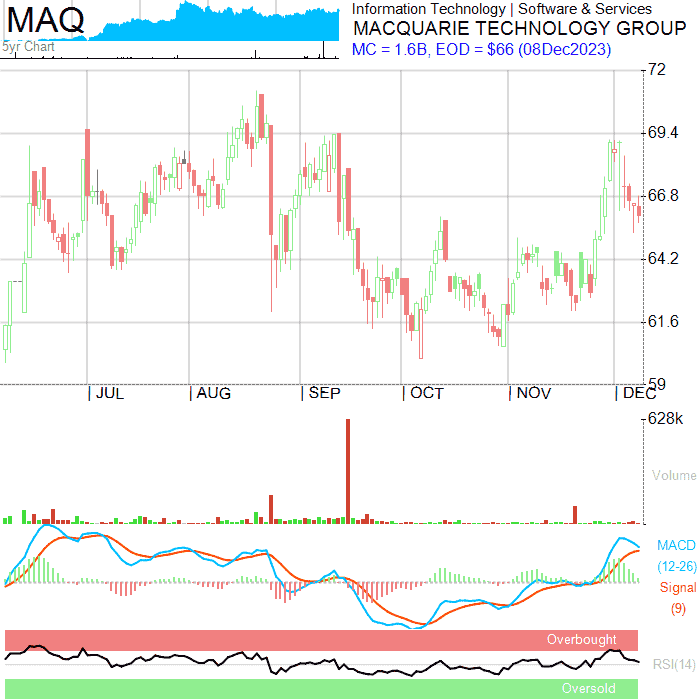 MAQ
5yr Chart
Information Technology | Software & Services
MACQUARIE TECHNOLOGY GROUP
MC = 1.6B, EOD = $66 (08Dec2023)
72
69.4
66.8
64.2
61.6
59
| JUL | AUG | SEP | OCT | NOV | DEC
628k
Volume
MACD
(12-26)
Signal
(9)
Overbought
RSI(14)
Oversold